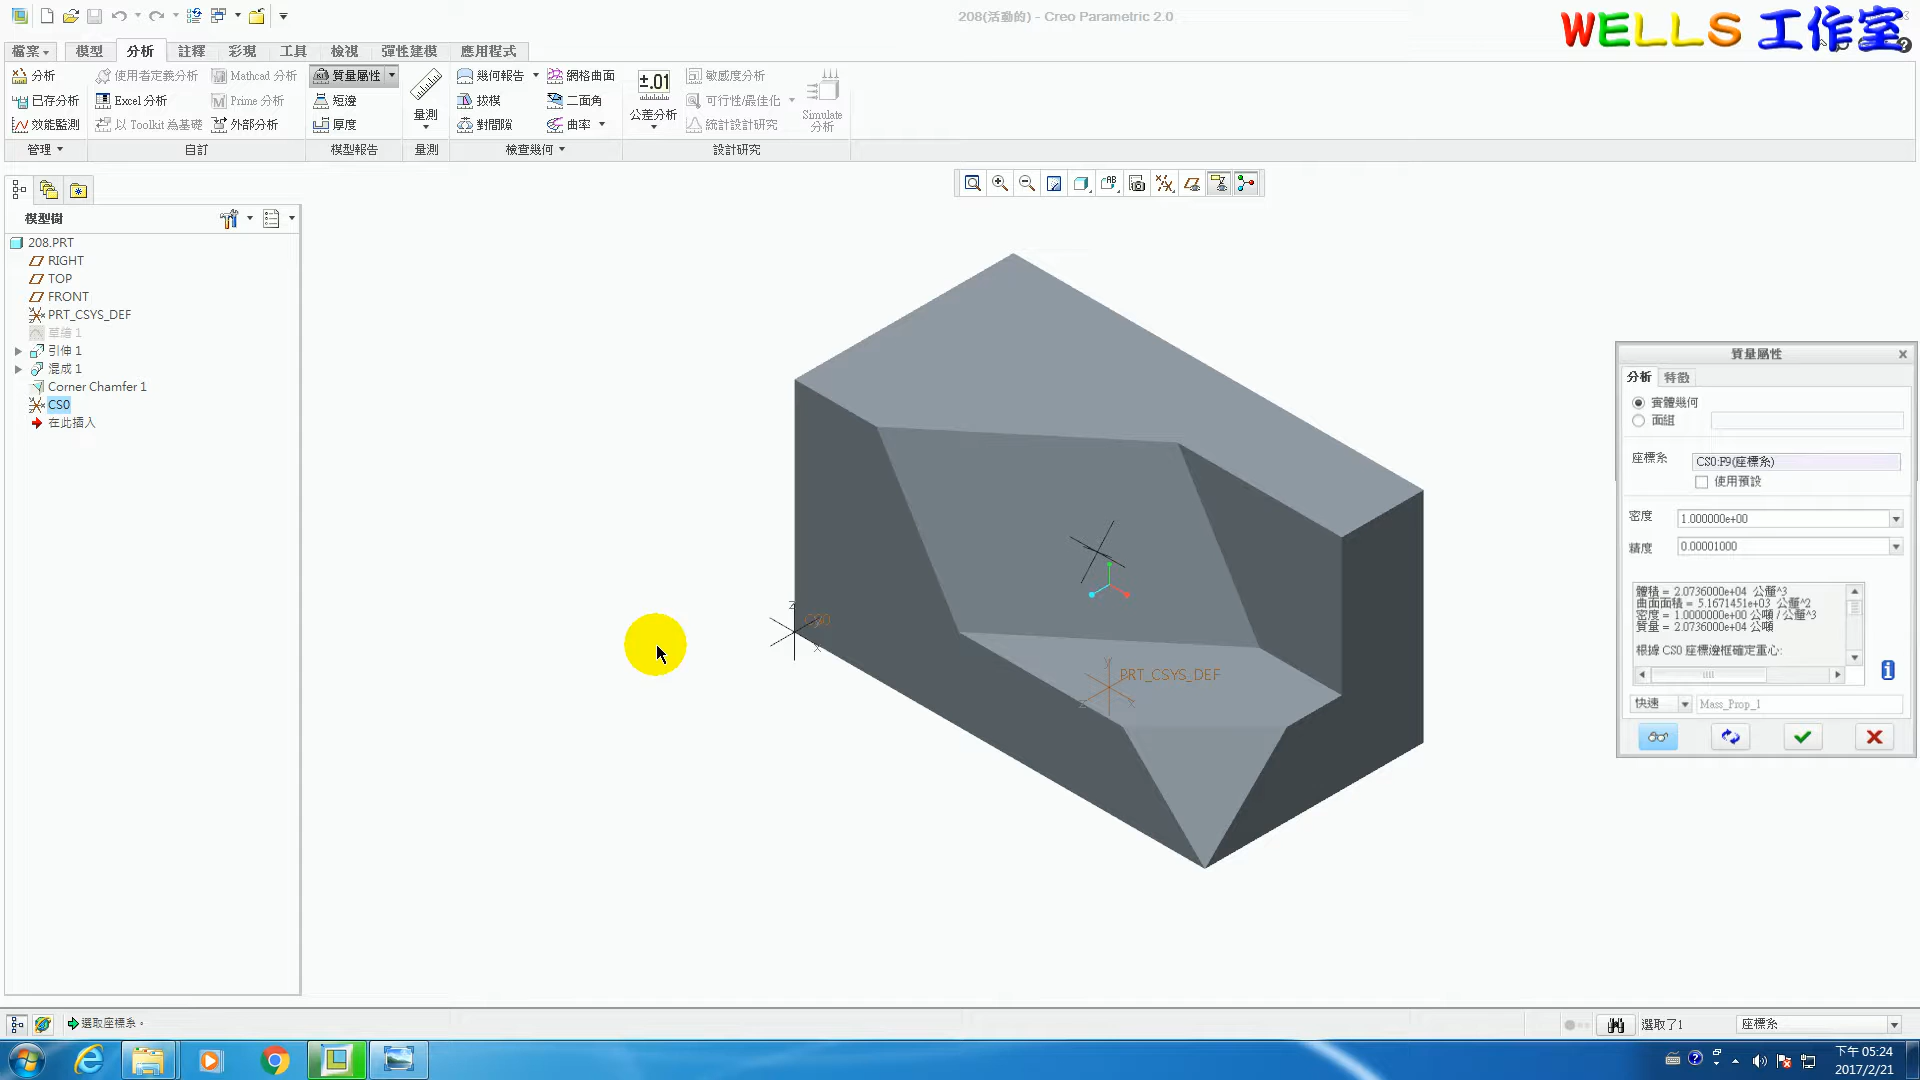 208(活動的) - Creo Parametric 2.0
WELLS 工作室
檔案 模型 分析 註釋 彩現 工具 檢視 彈性建模 應用程式
分析 使用者定義分析 Mathcad 分析 質量屬性 幾何報告 網格曲面 敏感度分析
已存分析 Excel 分析 Prime 分析 短邊 拔模 二面角 可行性/最佳化
效能監測 以 Toolkit 為基礎 外部分析 厚度 對間隙 曲率 統計設計研究
量測
±.01
公差分析
Simulate
分析
管理 自訂 模型報告 量測 檢查幾何 設計研究
模型樹
208.PRT
RIGHT
TOP
FRONT
PRT_CSYS_DEF
草繪 1
引伸 1
混成 1
Corner Chamfer 1
CS0
在此插入
Z
CS0
X
Y
PRT_CSYS_DEF
Z
X
質量屬性
分析 特徵
實體幾何
面組
座標系 CS0:F9(座標系)
使用預設
密度 1.000000e+00
精度 0.00001000
體積 = 2.0736000e+04 公釐^3
曲面面積 = 5.1671451e+03 公釐^2
密度 = 1.0000000e+00 公噸 / 公釐^3
質量 = 2.0736000e+04 公噸
根據 CS0 座標邊框確定重心:
快速 Mass_Prop_1
選取座標系。
選取了1 座標系
下午 05:24
2017/2/21